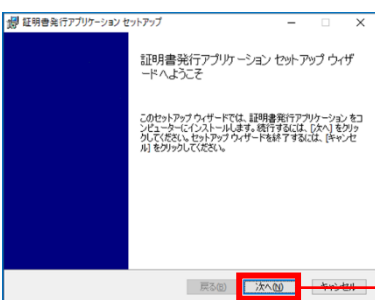 証明書発行アプリケーション セットアップ
証明書発行アプリケーション セットアップ ウィザ
ードへようこそ
このセットアップ ウィザードでは、証明書発行アプリケーション をコ
ンピューターにインストールします。続行するには、[次へ] をクリッ
クしてください。セットアップ ウィザードを終了するには、[キャンセ
ル] をクリックしてください。
戻る(B) 次へ(N) キャンセル